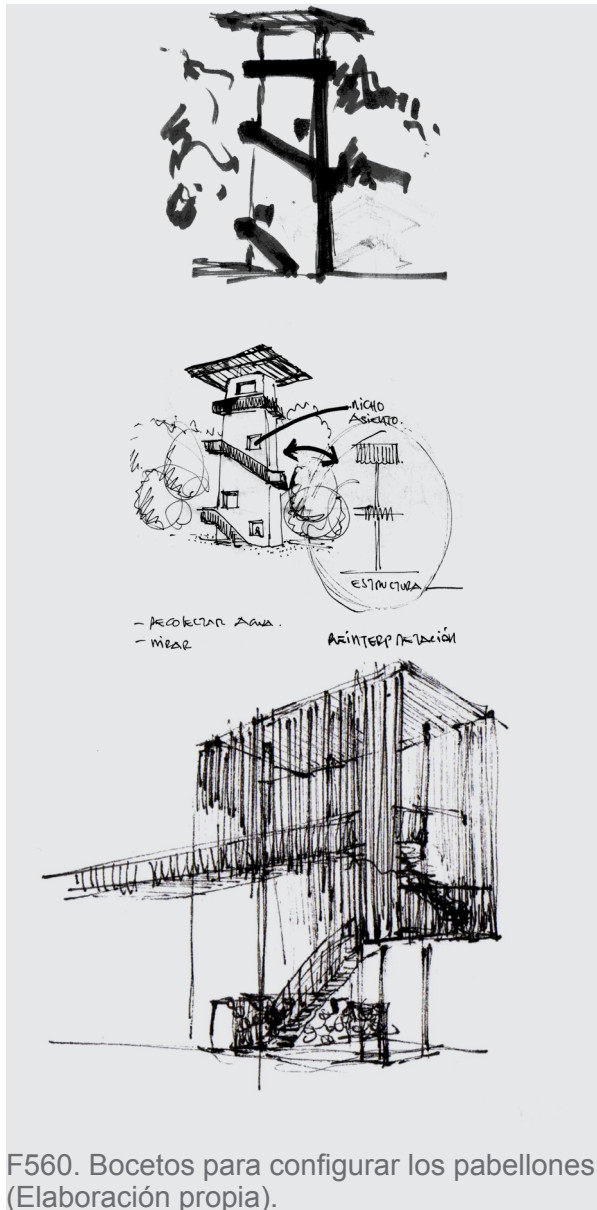 NICHO
ASIENTO.
ESTRUCTURA
- RECOLECTAR AGUA.
- MIRAR
REINTERPRETACIÓN
F560. Bocetos para configurar los pabellones
(Elaboración propia).